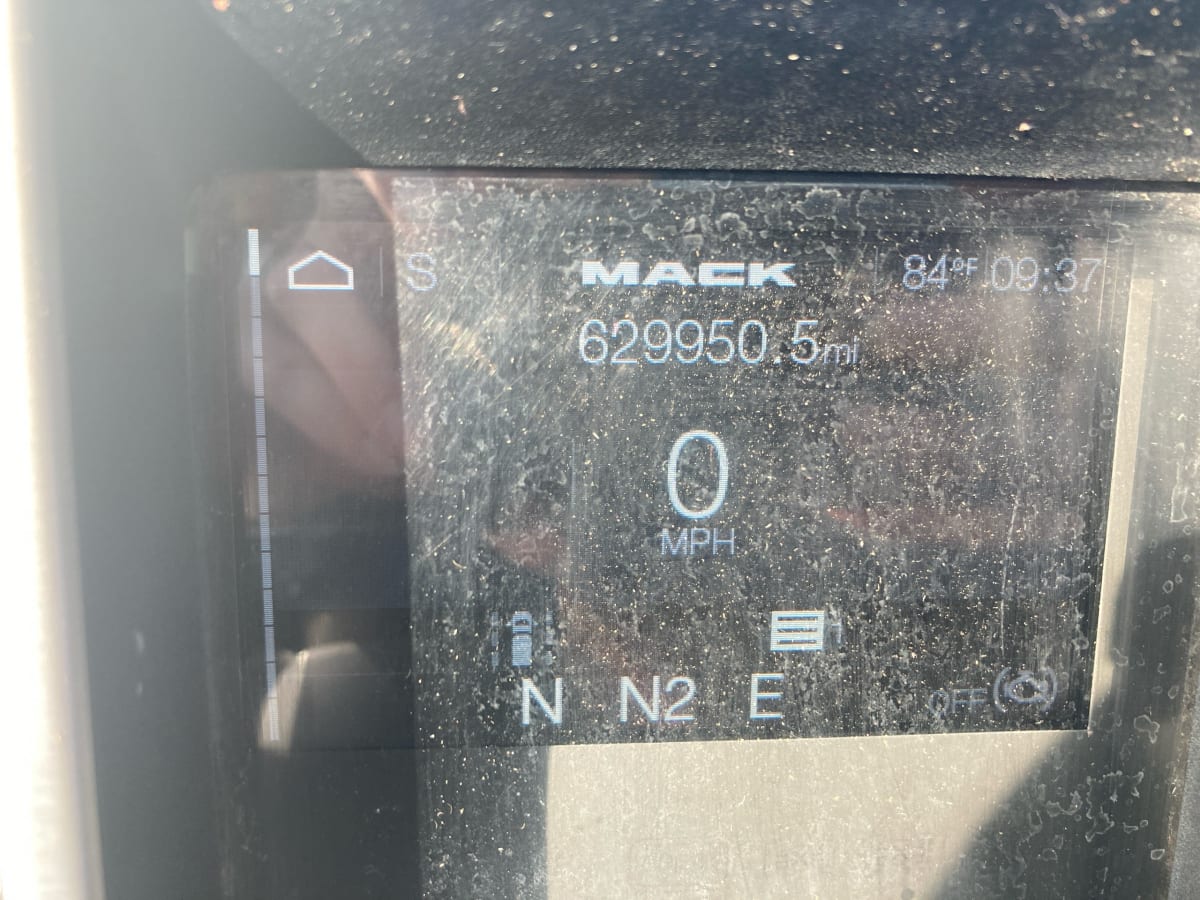 S MACK 84°F 09:37
629950.5mi
0
MPH
N N2 E OFF